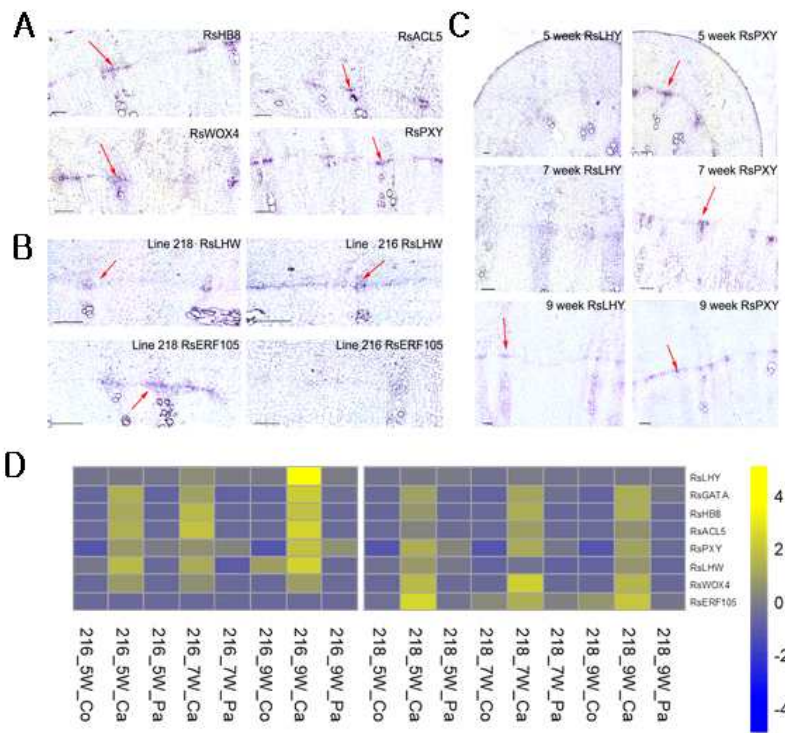 A
RsHB8
RsACL5
RsWOX4
RsPXY
B
Line 218 RsLHW
Line 216 RsLHW
Line 218 RsERF105
Line 216 RsERF105
C
5 week RsLHY
5 week RsPXY
7 week RsLHY
7 week RsPXY
9 week RsLHY
9 week RsPXY
D
RsLHY
RsGATA
RsHB8
RsACL5
RsPXY
RsLHW
RsWOX4
RsERF105
4
2
0
-2
-4
216_5W_Co
216_5W_Ca
216_5W_Pa
216_7W_Ca
216_7W_Pa
216_9W_Co
216_9W_Ca
216_9W_Pa
218_5W_Co
218_5W_Ca
218_5W_Pa
218_7W_Co
218_7W_Ca
218_7W_Pa
218_9W_Co
218_9W_Ca
218_9W_Pa